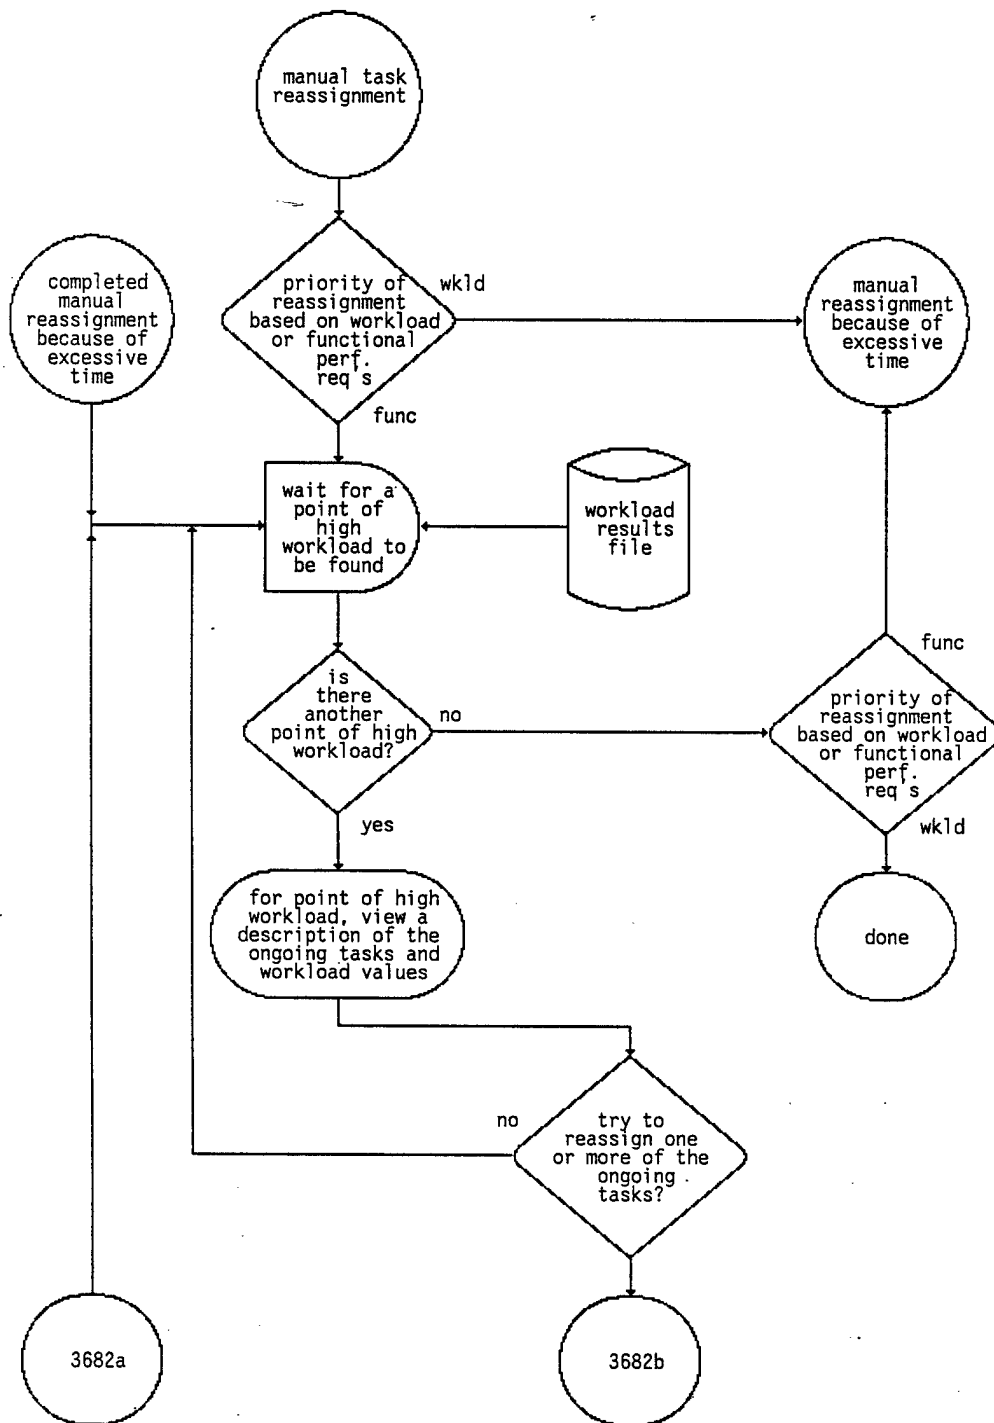 manual task
reassignment
completed
manual
reassignment
because of
excessive
time
priority of
reassignment
based on workload
or functional
perf.
req's
wkld
func
manual
reassignment
because of
excessive
time
wait for a
point of
high
workload to
be found
workload
results
file
is
there
another
point of high
workload?
no
yes
func
priority of
reassignment
based on workload
or functional
perf.
req's
wkld
done
for point of high
workload, view a
description of the
ongoing tasks and
workload values
no
try to
reassign one
or more of the
ongoing
tasks?
3682a
3682b